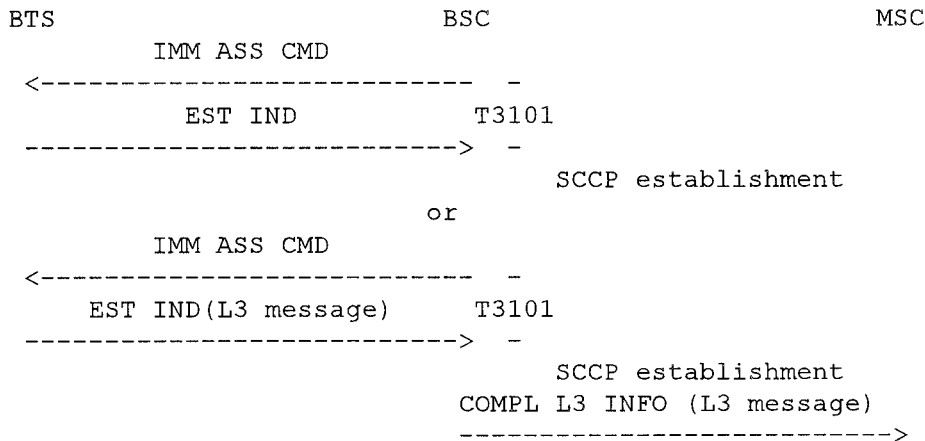 BTS BSC MSC
IMM ASS CMD
<--------------------------- -
EST IND T3101
---------------------------> -
SCCP establishment
or
IMM ASS CMD
<--------------------------- -
EST IND(L3 message) T3101
---------------------------> -
SCCP establishment
COMPL L3 INFO (L3 message)
--------------------------->